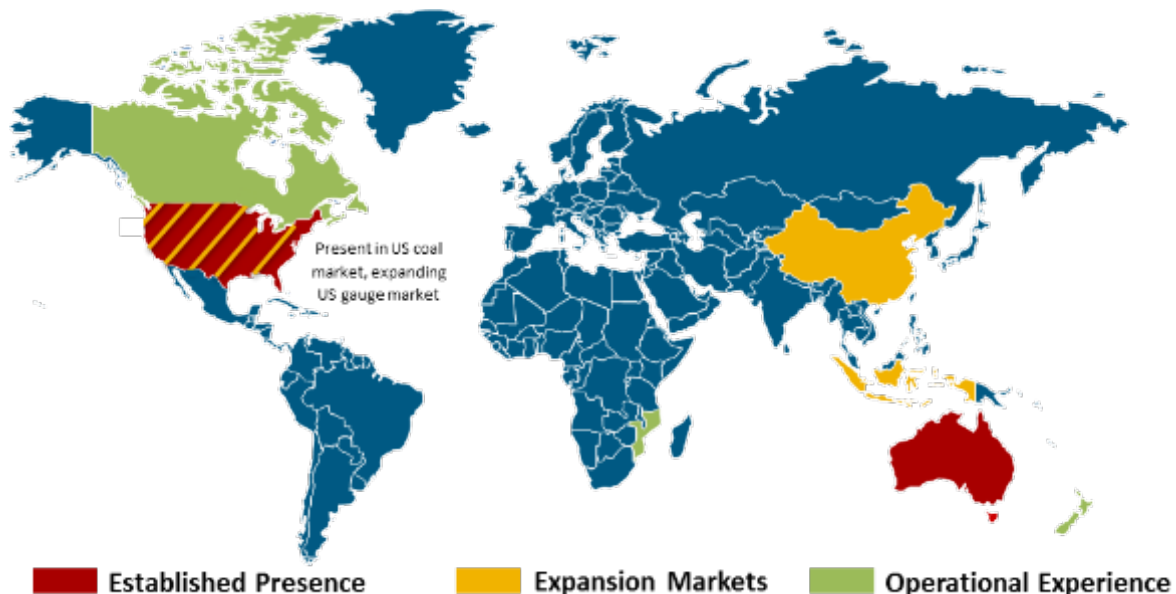 Present in US coal
market, expanding
US gauge market
Established Presence
Expansion Markets
Operational Experience